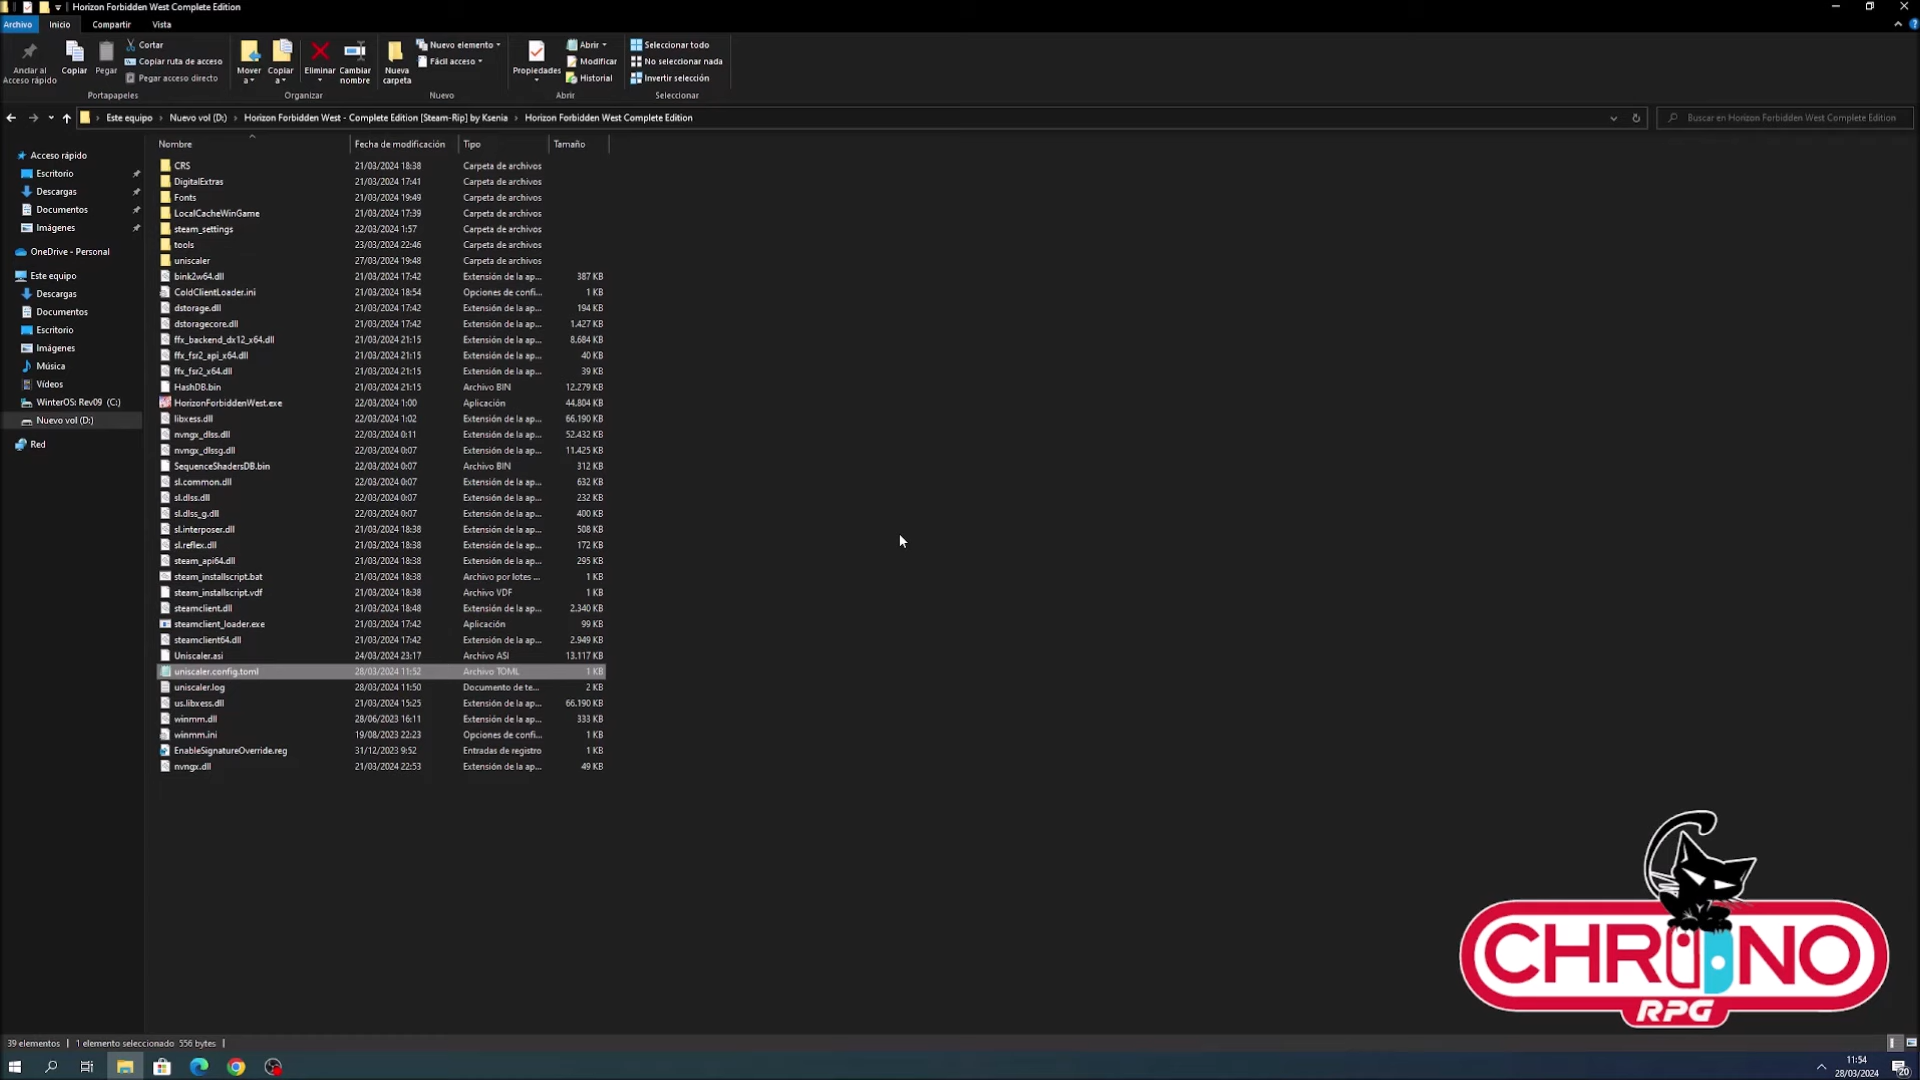 Horizon Forbidden West Complete Edition
Archivo Inicio Compartir Vista
Anclar al Acceso rápido
Copiar
Pegar
Cortar
Copiar ruta de acceso
Pegar acceso directo
Portapapeles
Mover a
Copiar a
Eliminar
Cambiar nombre
Organizar
Nueva carpeta
Nuevo elemento
Fácil acceso
Nuevo
Propiedades
Abrir
Modificar
Historial
Abrir
Seleccionar todo
No seleccionar nada
Invertir selección
Seleccionar
Este equipo > Nuevo vol (D:) > Horizon Forbidden West - Complete Edition [Steam-Rip] by Ksenia > Horizon Forbidden West Complete Edition
Buscar en Horizon Forbidden West Complete Edition
Acceso rápido
Escritorio
Descargas
Documentos
Imágenes
OneDrive - Personal
Este equipo
Descargas
Documentos
Escritorio
Imágenes
Música
Vídeos
WinterOS: Rev09 (C:)
Nuevo vol (D:)
Red
Nombre Fecha de modificación Tipo Tamaño
CRS 21/03/2024 18:38 Carpeta de archivos
DigitalExtras 21/03/2024 17:41 Carpeta de archivos
Fonts 21/03/2024 19:49 Carpeta de archivos
LocalCacheWinGame 21/03/2024 17:39 Carpeta de archivos
steam_settings 22/03/2024 1:57 Carpeta de archivos
tools 23/03/2024 22:46 Carpeta de archivos
uniscaler 27/03/2024 19:48 Carpeta de archivos
bink2w64.dll 21/03/2024 17:42 Extensión de la ap... 387 KB
ColdClientLoader.ini 21/03/2024 18:54 Opciones de confi... 1 KB
dstorage.dll 21/03/2024 17:42 Extensión de la ap... 194 KB
dstoragecore.dll 21/03/2024 17:42 Extensión de la ap... 1.427 KB
ffx_backend_dx12_x64.dll 21/03/2024 21:15 Extensión de la ap... 8.684 KB
ffx_fsr2_api_x64.dll 21/03/2024 21:15 Extensión de la ap... 40 KB
ffx_fsr2_x64.dll 21/03/2024 21:15 Extensión de la ap... 39 KB
HashDB.bin 21/03/2024 21:15 Archivo BIN 12.279 KB
HorizonForbiddenWest.exe 22/03/2024 1:00 Aplicación 44.804 KB
libxess.dll 22/03/2024 1:02 Extensión de la ap... 66.190 KB
nvngx_dlss.dll 22/03/2024 0:11 Extensión de la ap... 52.432 KB
nvngx_dlssg.dll 22/03/2024 0:07 Extensión de la ap... 11.425 KB
SequenceShadersDB.bin 22/03/2024 0:07 Archivo BIN 312 KB
sl.common.dll 22/03/2024 0:07 Extensión de la ap... 632 KB
sl.dlss.dll 22/03/2024 0:07 Extensión de la ap... 232 KB
sl.dlss_g.dll 22/03/2024 0:07 Extensión de la ap... 400 KB
sl.interposer.dll 21/03/2024 18:38 Extensión de la ap... 508 KB
sl.reflex.dll 21/03/2024 18:38 Extensión de la ap... 172 KB
steam_api64.dll 21/03/2024 18:38 Extensión de la ap... 295 KB
steam_installscript.bat 21/03/2024 18:38 Archivo por lotes ... 1 KB
steam_installscript.vdf 21/03/2024 18:38 Archivo VDF 1 KB
steamclient.dll 21/03/2024 18:48 Extensión de la ap... 2.340 KB
steamclient_loader.exe 21/03/2024 17:42 Aplicación 99 KB
steamclient64.dll 21/03/2024 17:42 Extensión de la ap... 2.949 KB
Uniscaler.asi 24/03/2024 23:17 Archivo ASI 13.117 KB
uniscaler.config.toml 28/03/2024 11:52 Archivo TOML 1 KB
uniscaler.log 28/03/2024 11:50 Documento de te... 2 KB
us.libxess.dll 21/03/2024 15:25 Extensión de la ap... 66.190 KB
winmm.dll 28/06/2023 16:11 Extensión de la ap... 333 KB
winmm.ini 19/08/2023 22:23 Opciones de confi... 1 KB
EnableSignatureOverride.reg 31/12/2023 9:52 Entradas de registro 1 KB
nvngx.dll 21/03/2024 22:53 Extensión de la ap... 49 KB
CHRONO
RPG
39 elementos 1 elemento seleccionado 556 bytes
11:54
28/03/2024
20